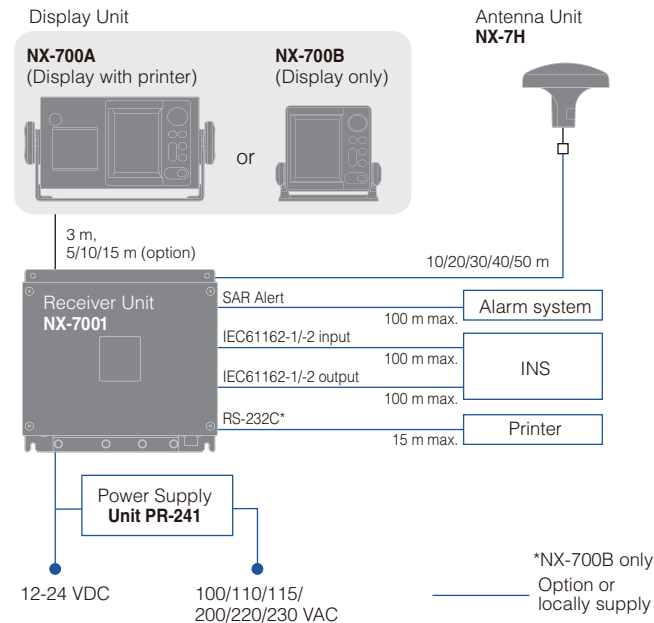 Display Unit
NX-700A
(Display with printer)
or
NX-700B
(Display only)
Antenna Unit
NX-7H
3 m,
5/10/15 m (option)
10/20/30/40/50 m
Receiver Unit
NX-7001
SAR Alert
100 m max.
Alarm system
IEC61162-1/-2 input
100 m max.
IEC61162-1/-2 output
100 m max.
INS
RS-232C*
15 m max.
Printer
Power Supply
Unit PR-241
12-24 VDC
100/110/115/
200/220/230 VAC
*NX-700B only
Option or
locally supply